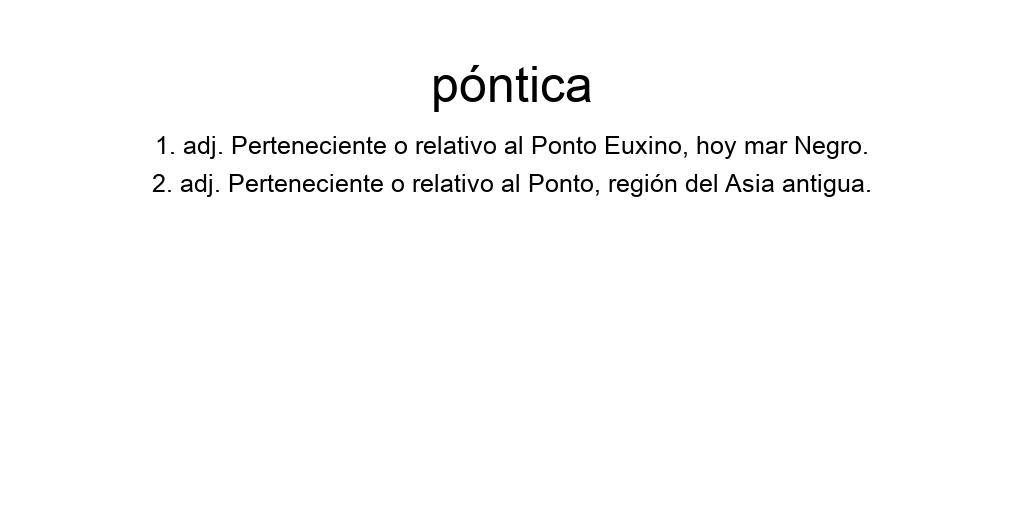 póntica
1. adj. Perteneciente o relativo al Ponto Euxino, hoy mar Negro.
2. adj. Perteneciente o relativo al Ponto, región del Asia antigua.